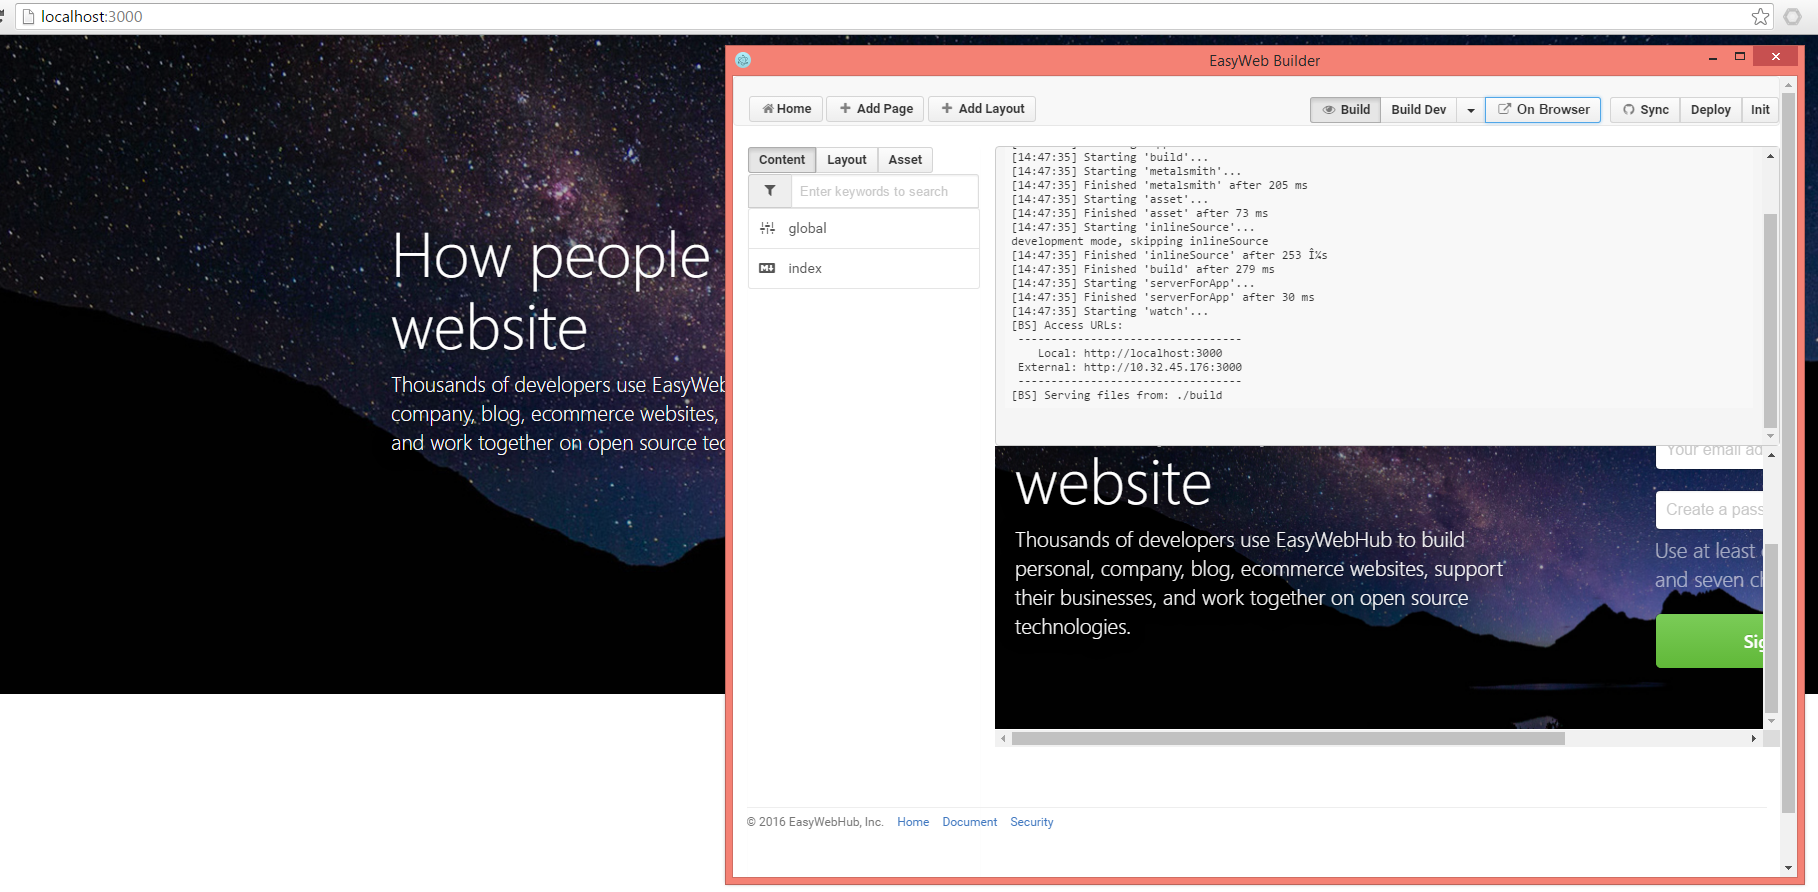 localhost:3000
How people
website
Thousands of developers use EasyWeb
company, blog, ecommerce websites,
and work together on open source tec
EasyWeb Builder
Home Add Page Add Layout Build Build Dev On Browser Sync Deploy Init
Content Layout Asset
Enter keywords to search
global
index
[14:47:35] Starting 'build'...
[14:47:35] Starting 'metalsmith'...
[14:47:35] Finished 'metalsmith' after 205 ms
[14:47:35] Starting 'asset'...
[14:47:35] Finished 'asset' after 73 ms
[14:47:35] Starting 'inlineSource'...
development mode, skipping inlineSource
[14:47:35] Finished 'inlineSource' after 253 Î¼s
[14:47:35] Finished 'build' after 279 ms
[14:47:35] Starting 'serverForApp'...
[14:47:35] Finished 'serverForApp' after 30 ms
[14:47:35] Starting 'watch'...
[BS] Access URLs:
----------------------------------
Local: http://localhost:3000
External: http://10.32.45.176:3000
----------------------------------
[BS] Serving files from: ./build
website
Thousands of developers use EasyWebHub to build
personal, company, blog, ecommerce websites, support
their businesses, and work together on open source
technologies.
Your email ad
Create a pass
Use at least
and seven ch
Sig
© 2016 EasyWebHub, Inc. Home Document Security